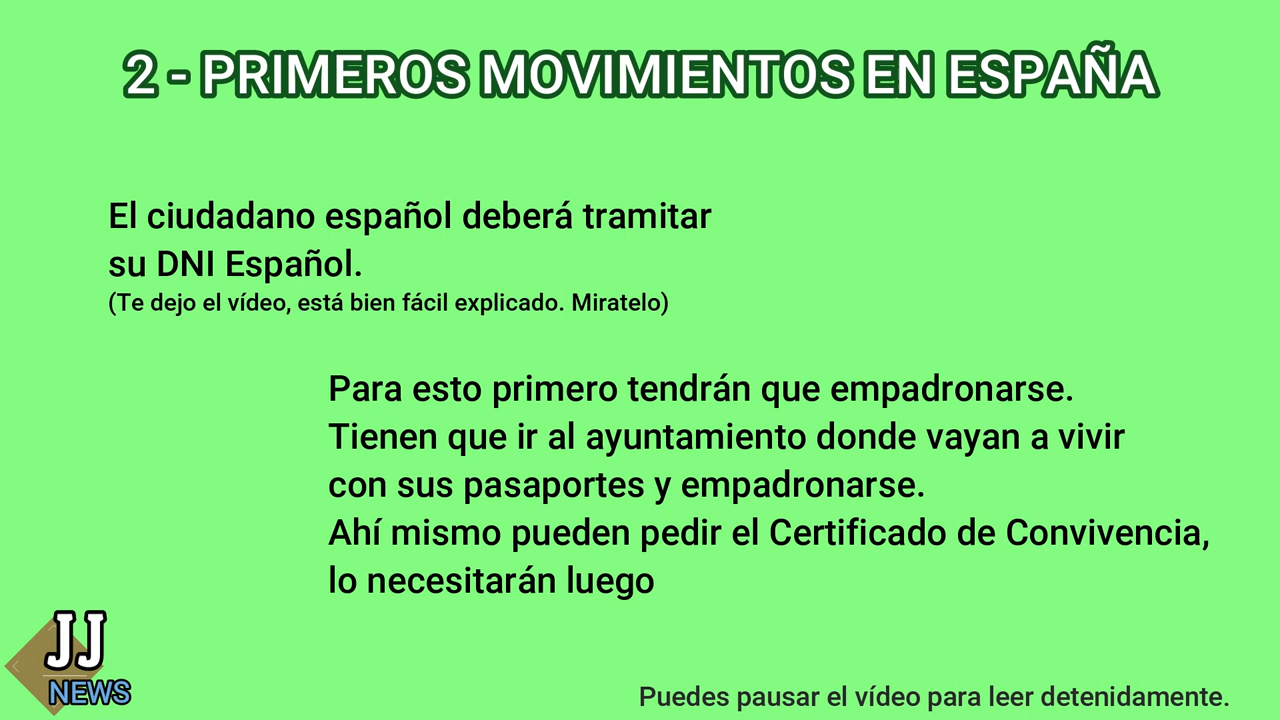 2 - PRIMEROS MOVIMIENTOS EN ESPAÑA
El ciudadano español deberá tramitar
su DNI Español.
(Te dejo el vídeo, está bien fácil explicado. Miratelo)
Para esto primero tendrán que empadronarse.
Tienen que ir al ayuntamiento donde vayan a vivir
con sus pasaportes y empadronarse.
Ahí mismo pueden pedir el Certificado de Convivencia,
lo necesitarán luego
JJ
NEWS
Puedes pausar el vídeo para leer detenidamente.